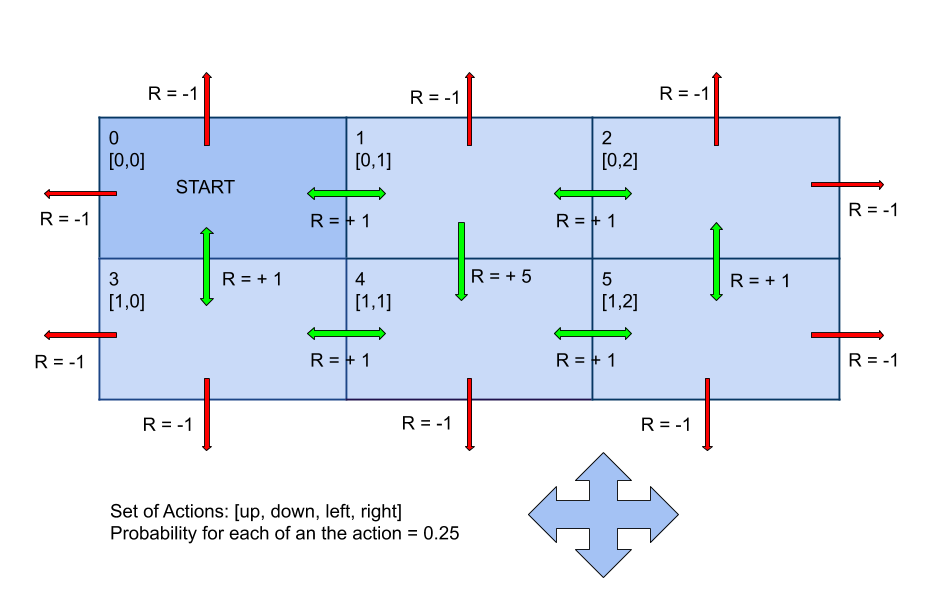 R = -1
R = -1
R = -1
0
[0,0]
START
1
[0,1]
2
[0,2]
R = -1
R = + 1
R = + 1
R = -1
R = + 1
R = + 5
R = + 1
3
[1,0]
4
[1,1]
5
[1,2]
R = -1
R = + 1
R = + 1
R = -1
R = -1
R = -1
R = -1
Set of Actions: [up, down, left, right]
Probability for each of an the action = 0.25